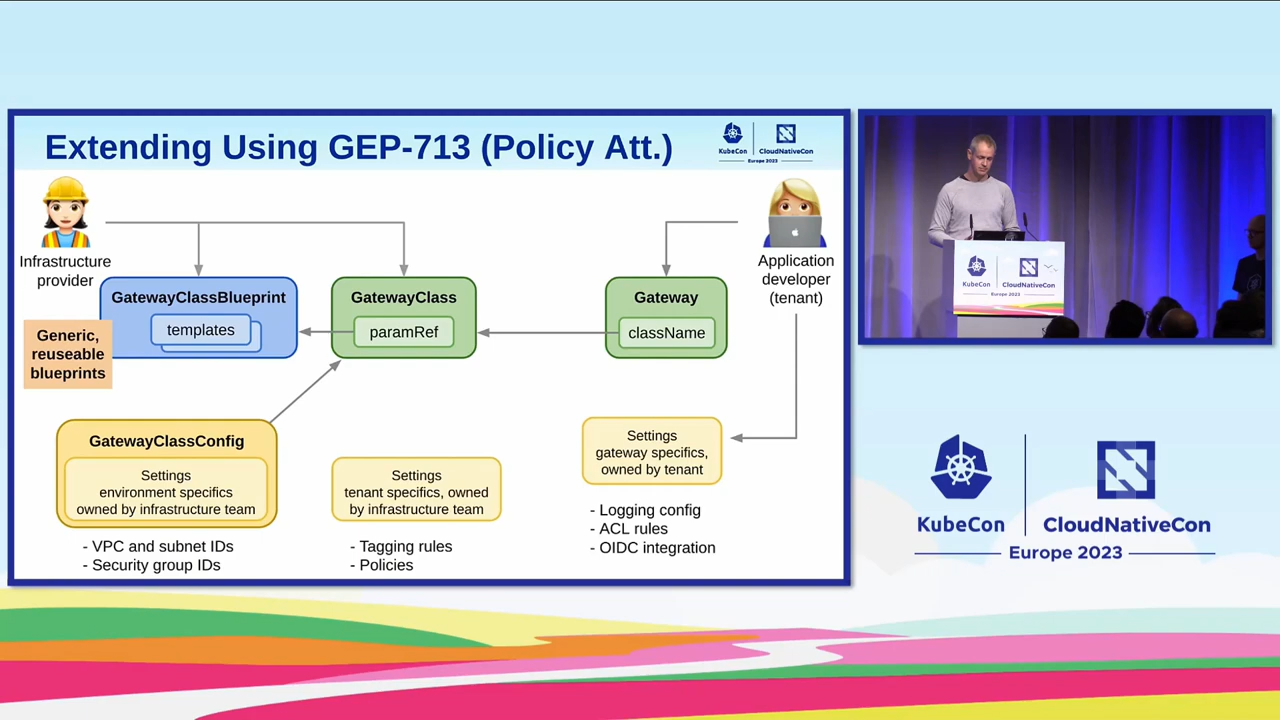 Extending Using GEP-713 (Policy Att.)
KubeCon
CloudNativeCon
Europe 2023
Infrastructure
provider
Application
developer
(tenant)
GatewayClassBlueprint
templates
GatewayClass
paramRef
Gateway
className
Generic,
reuseable
blueprints
GatewayClassConfig
Settings
environment specifics
owned by infrastructure team
- VPC and subnet IDs
- Security group IDs
Settings
tenant specifics, owned
by infrastructure team
- Tagging rules
- Policies
Settings
gateway specifics,
owned by tenant
- Logging config
- ACL rules
- OIDC integration
KubeCon
CloudNativeCon
Europe 2023
KubeCon
CloudNativeCon
Europe 2023